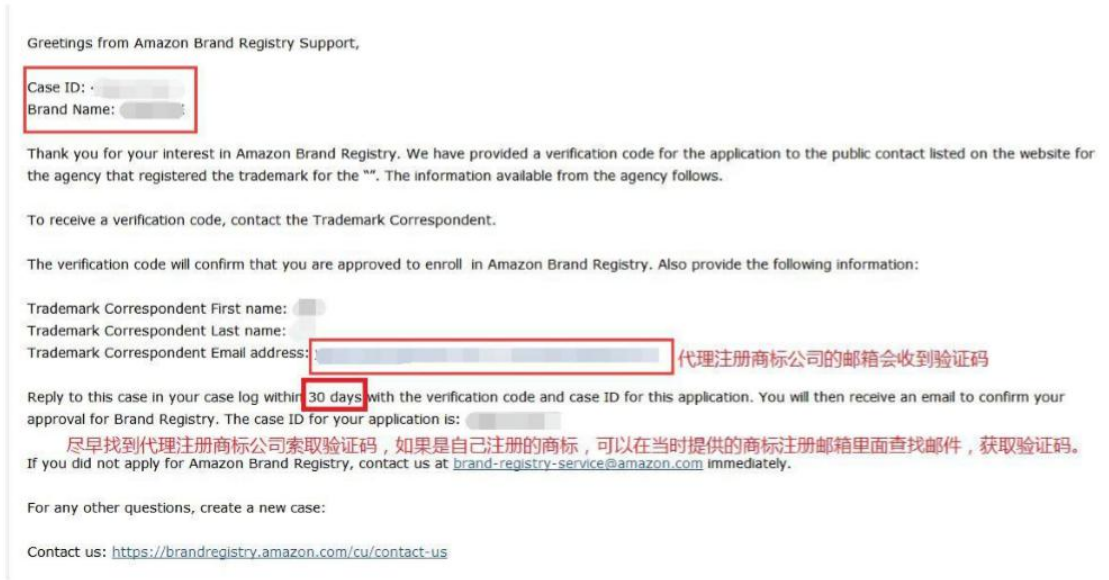 Greetings from Amazon Brand Registry Support,
Case ID:
Brand Name:
Thank you for your interest in Amazon Brand Registry. We have provided a verification code for the application to the public contact listed on the website for
the agency that registered the trademark for the “”. The information available from the agency follows.
To receive a verification code, contact the Trademark Correspondent.
The verification code will confirm that you are approved to enroll in Amazon Brand Registry. Also provide the following information:
Trademark Correspondent First name:
Trademark Correspondent Last name:
Trademark Correspondent Email address: 代理注册商标公司的邮箱会收到验证码
Reply to this case in your case log within 30 days with the verification code and case ID for this application. You will then receive an email to confirm your
approval for Brand Registry. The case ID for your application is:
尽早找到代理注册商标公司索取验证码，如果是自己注册的商标，可以在当时提供的商标注册邮箱里面查找邮件，获取验证码。
If you did not apply for Amazon Brand Registry, contact us at brand-registry-service@amazon.com immediately.
For any other questions, create a new case:
Contact us: https://brandregistry.amazon.com/cu/contact-us